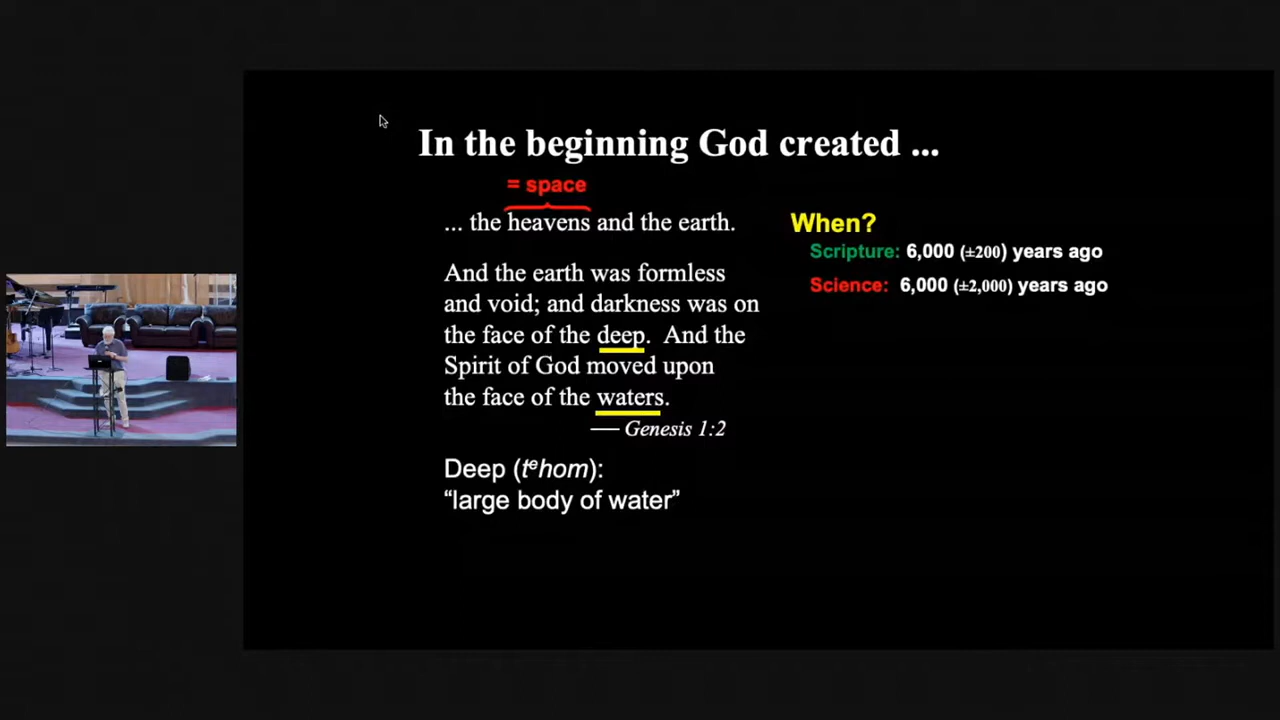 In the beginning God created ...
= space
... the heavens and the earth.
And the earth was formless
and void; and darkness was on
the face of the deep. And the
Spirit of God moved upon
the face of the waters.
— Genesis 1:2
Deep (tᵉhom):
“large body of water”
When?
Scripture: 6,000 (±200) years ago
Science: 6,000 (±2,000) years ago